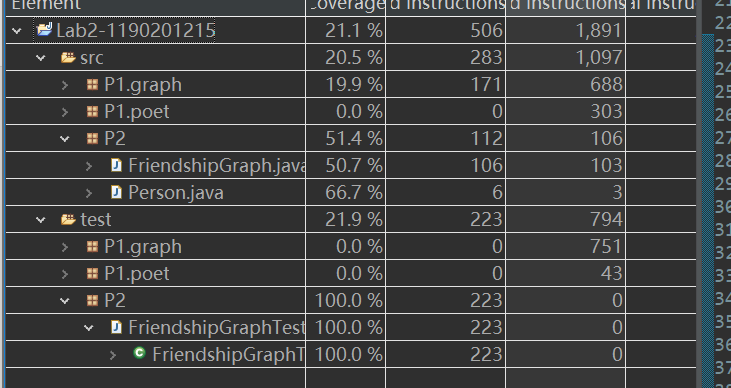 Element Coverage d Instructions d Instructions al Instruc
Lab2-1190201215 21.1 % 506 1,891
src 20.5 % 283 1,097
P1.graph 19.9 % 171 688
P1.poet 0.0 % 0 303
P2 51.4 % 112 106
FriendshipGraph.java 50.7 % 106 103
Person.java 66.7 % 6 3
test 21.9 % 223 794
P1.graph 0.0 % 0 751
P1.poet 0.0 % 0 43
P2 100.0 % 223 0
FriendshipGraphTest 100.0 % 223 0
FriendshipGraphT 100.0 % 223 0
22
23
24
25
26
27
28
29
30
31
32
33
34
35
36
37